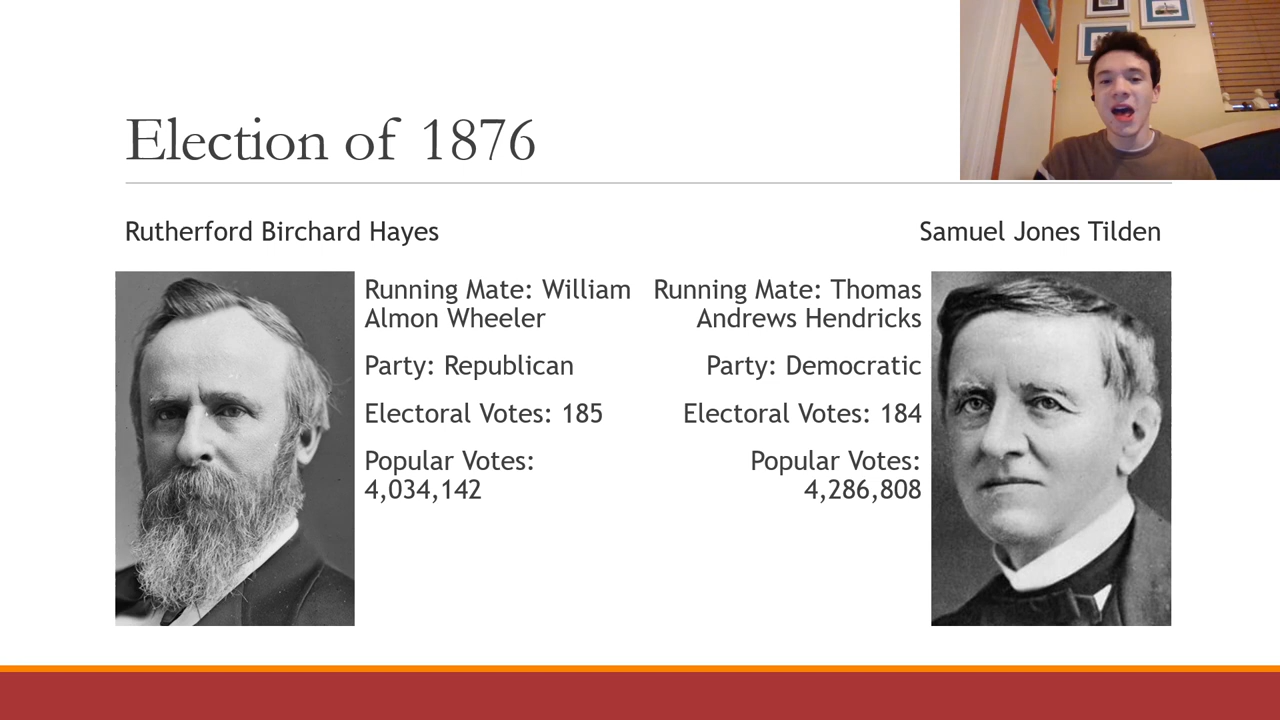 Election of 1876
Rutherford Birchard Hayes
Samuel Jones Tilden
Running Mate: William
Almon Wheeler
Party: Republican
Electoral Votes: 185
Popular Votes:
4,034,142
Running Mate: Thomas
Andrews Hendricks
Party: Democratic
Electoral Votes: 184
Popular Votes:
4,286,808